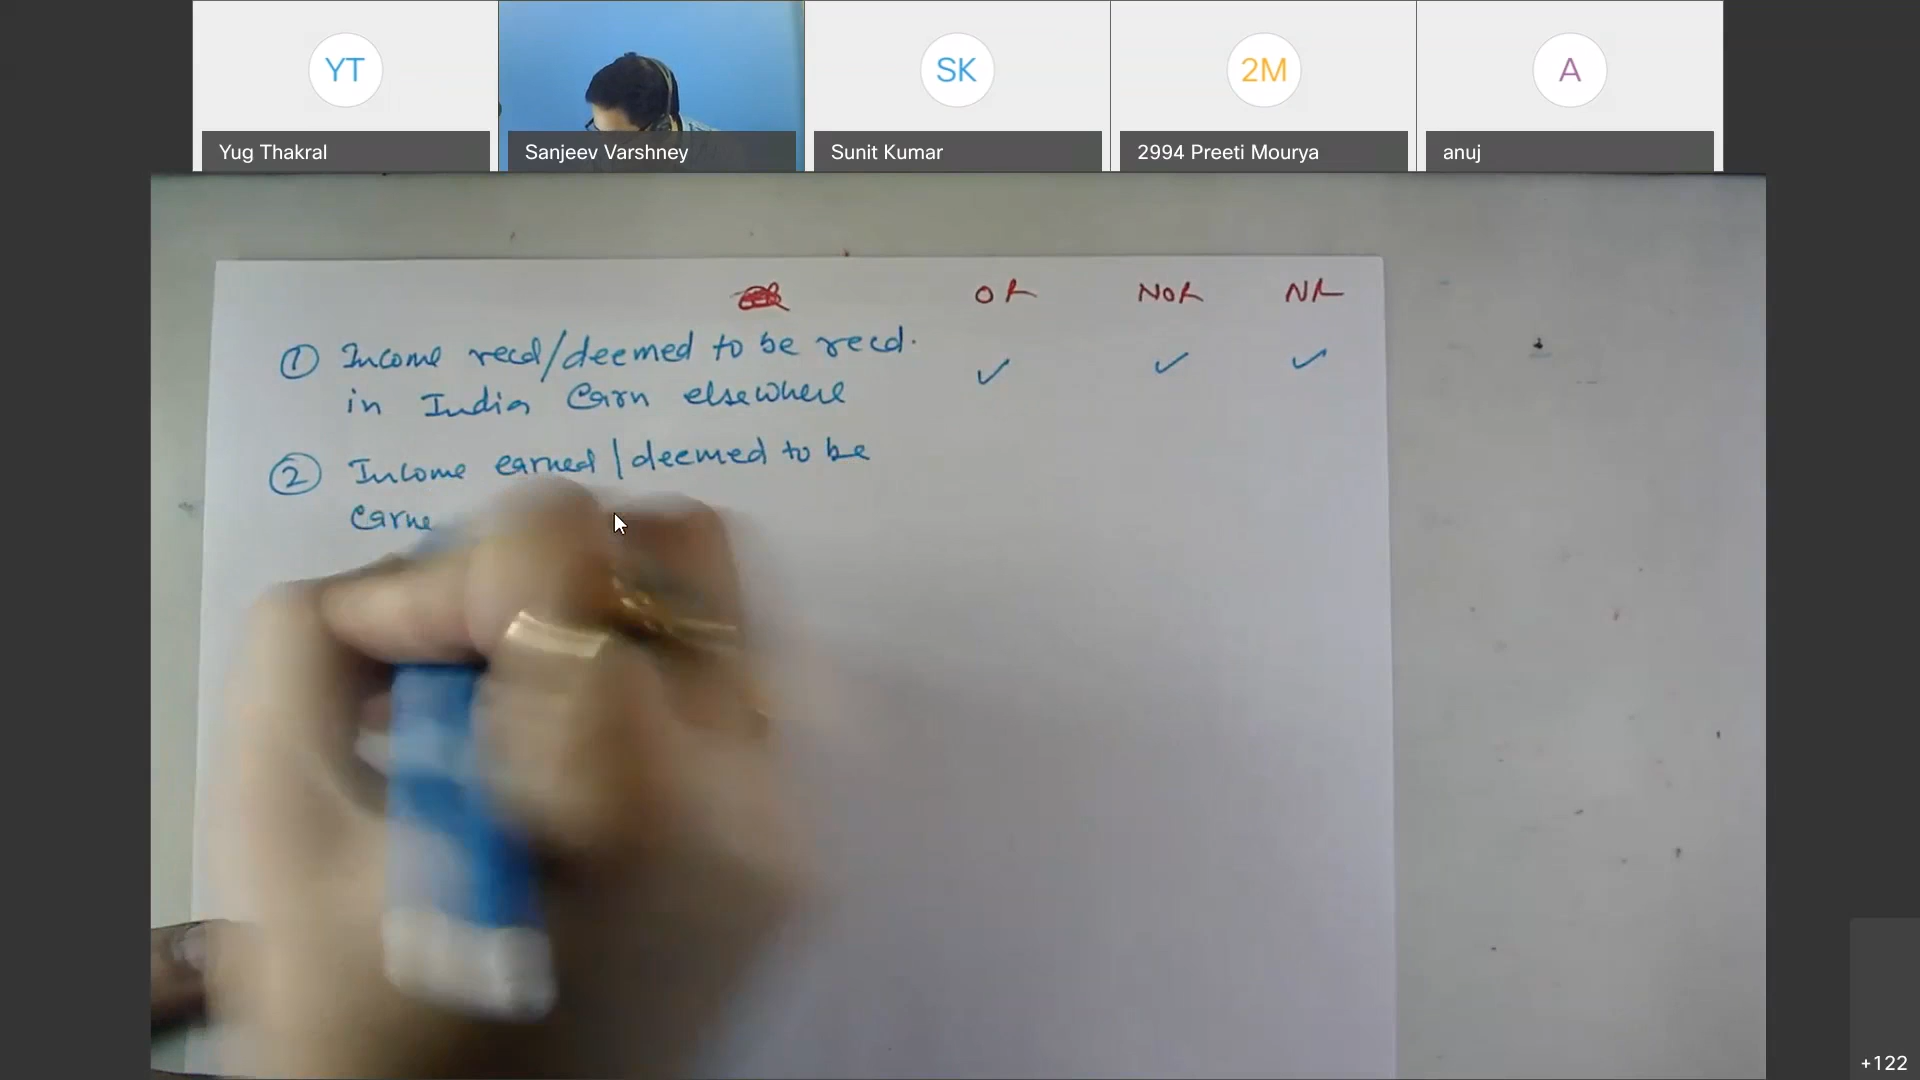 YT
SK
2M
A
Yug Thakral
Sanjeev Varshney
Sunit Kumar
2994 Preeti Mourya
anuj
OR NOR NR
① Income recd/deemed to be recd.
in India Earn elsewhere ✓ ✓ ✓
② Income earned/deemed to be
Earne
+122